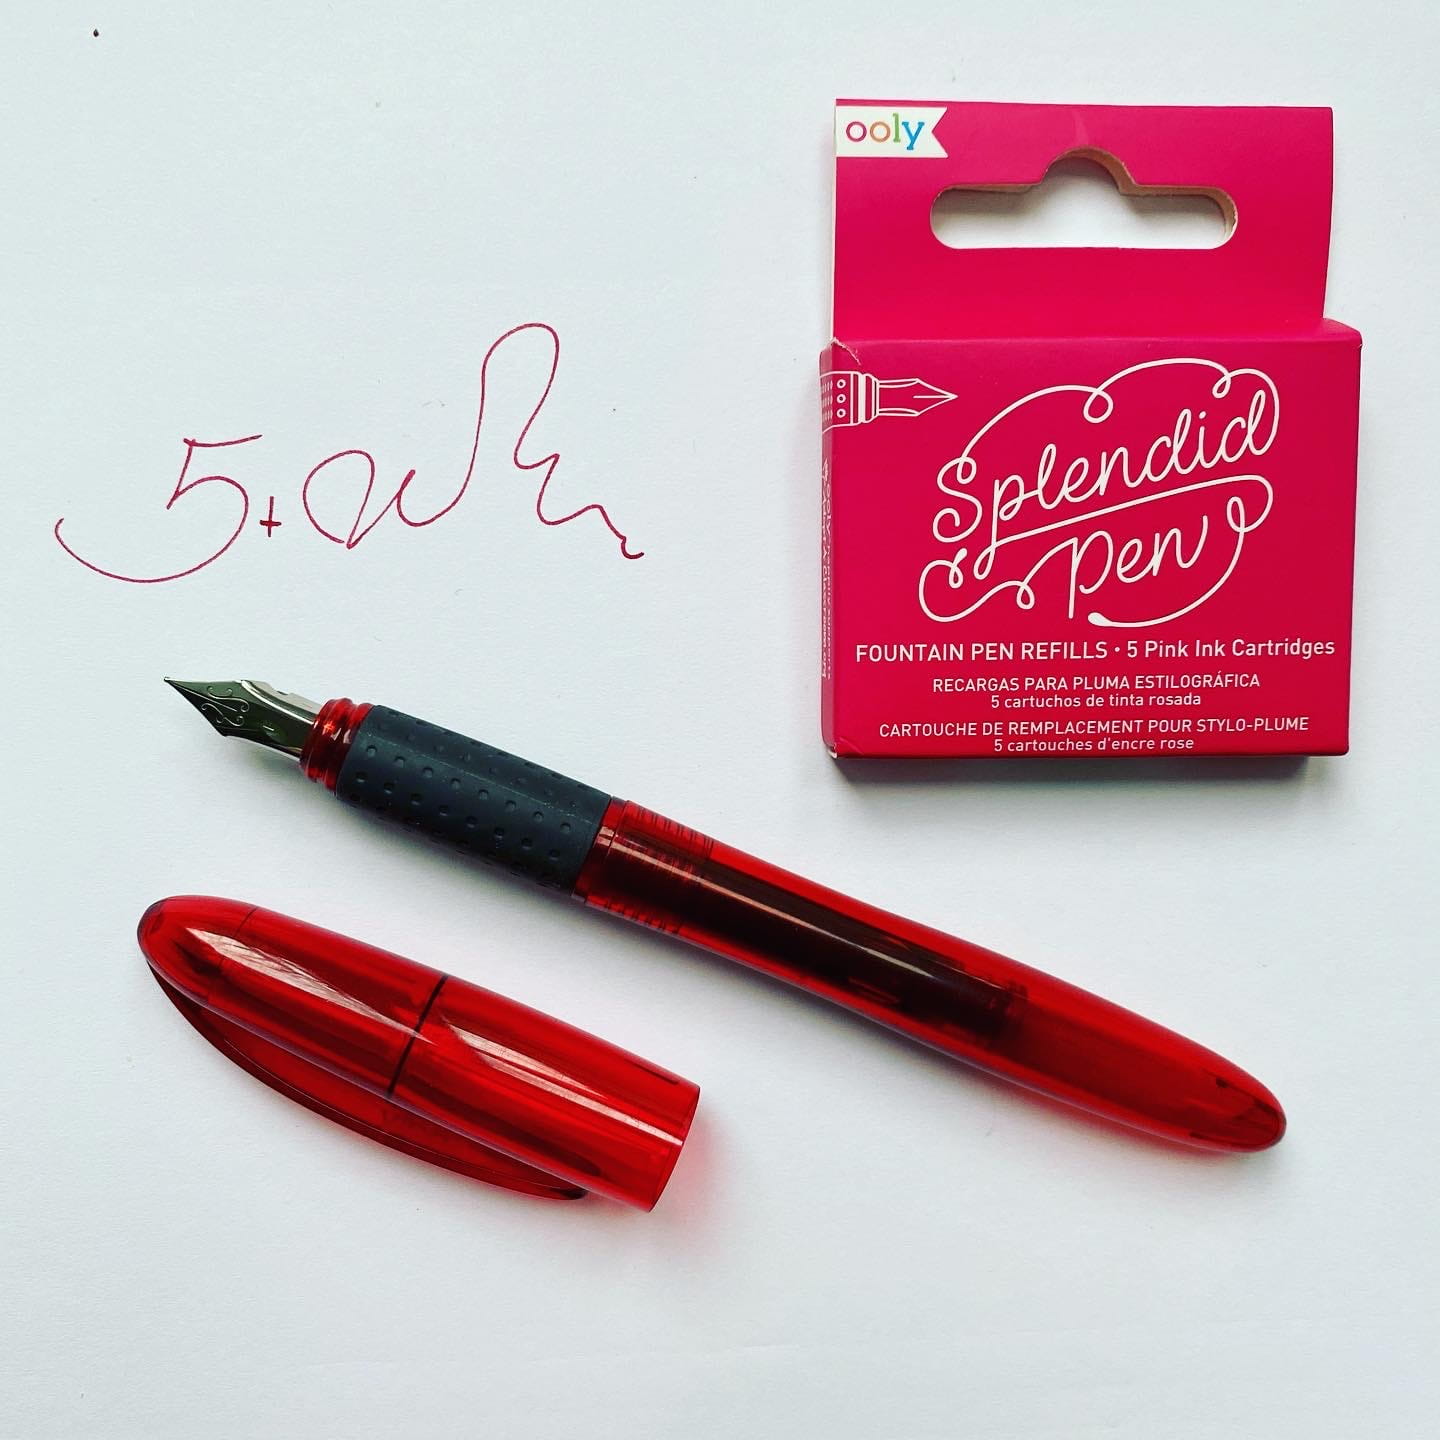 ooly
Splendid
Pen
FOUNTAIN PEN REFILLS • 5 Pink Ink Cartridges
RECARGAS PARA PLUMA ESTILOGRÁFICA
5 cartuchos de tinta rosada
CARTOUCHE DE REMPLACEMENT POUR STYLO-PLUME
5 cartouches d'encre rose
5+